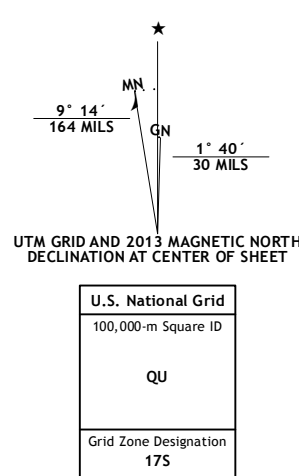 ★
MN
GN
9° 14´
164 MILS
1° 40´
30 MILS
UTM GRID AND 2013 MAGNETIC NORTH
DECLINATION AT CENTER OF SHEET
U.S. National Grid
100,000-m Square ID
QU
Grid Zone Designation
17S